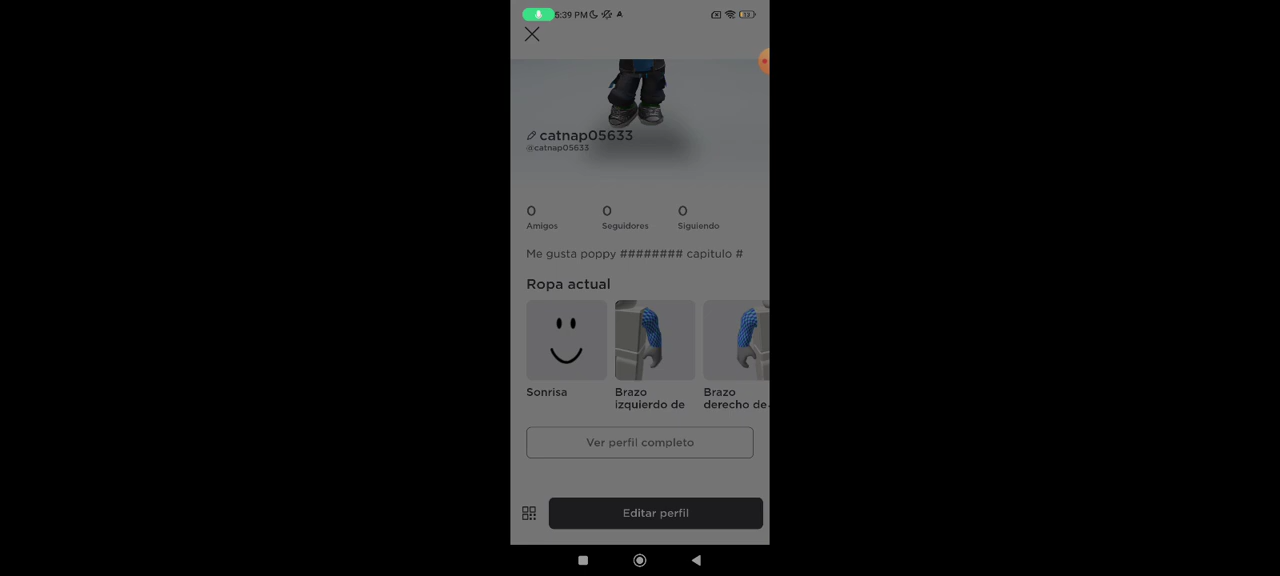 5:39 PM
catnap05633
@catnap05633
0 0 0
Amigos Seguidores Siguiendo
Me gusta poppy ######## capitulo #
Ropa actual
Sonrisa Brazo izquierdo de Brazo derecho de
Ver perfil completo
Editar perfil